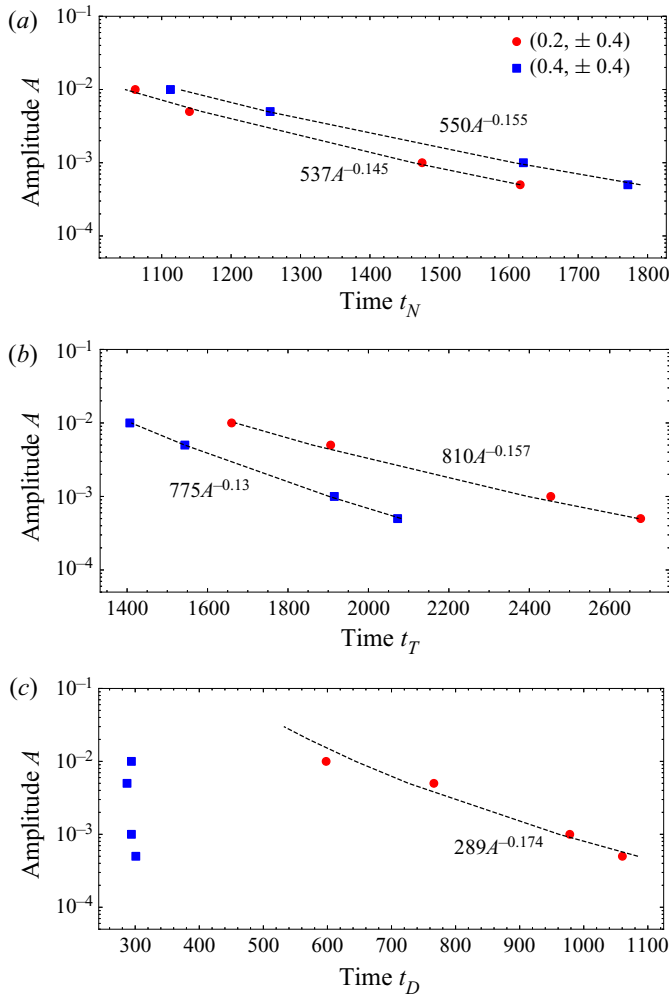 (a)
10⁻¹
10⁻²
10⁻³
10⁻⁴
Amplitude A
(0.2, ± 0.4)
(0.4, ± 0.4)
550A⁻⁰·¹⁵⁵
537A⁻⁰·¹⁴⁵
1100 1200 1300 1400 1500 1600 1700 1800
Time t_N
(b)
10⁻¹
10⁻²
10⁻³
10⁻⁴
Amplitude A
810A⁻⁰·¹⁵⁷
775A⁻⁰·¹³
1400 1600 1800 2000 2200 2400 2600
Time t_T
(c)
10⁻¹
10⁻²
10⁻³
10⁻⁴
Amplitude A
289A⁻⁰·¹⁷⁴
300 400 500 600 700 800 900 1000 1100
Time t_D